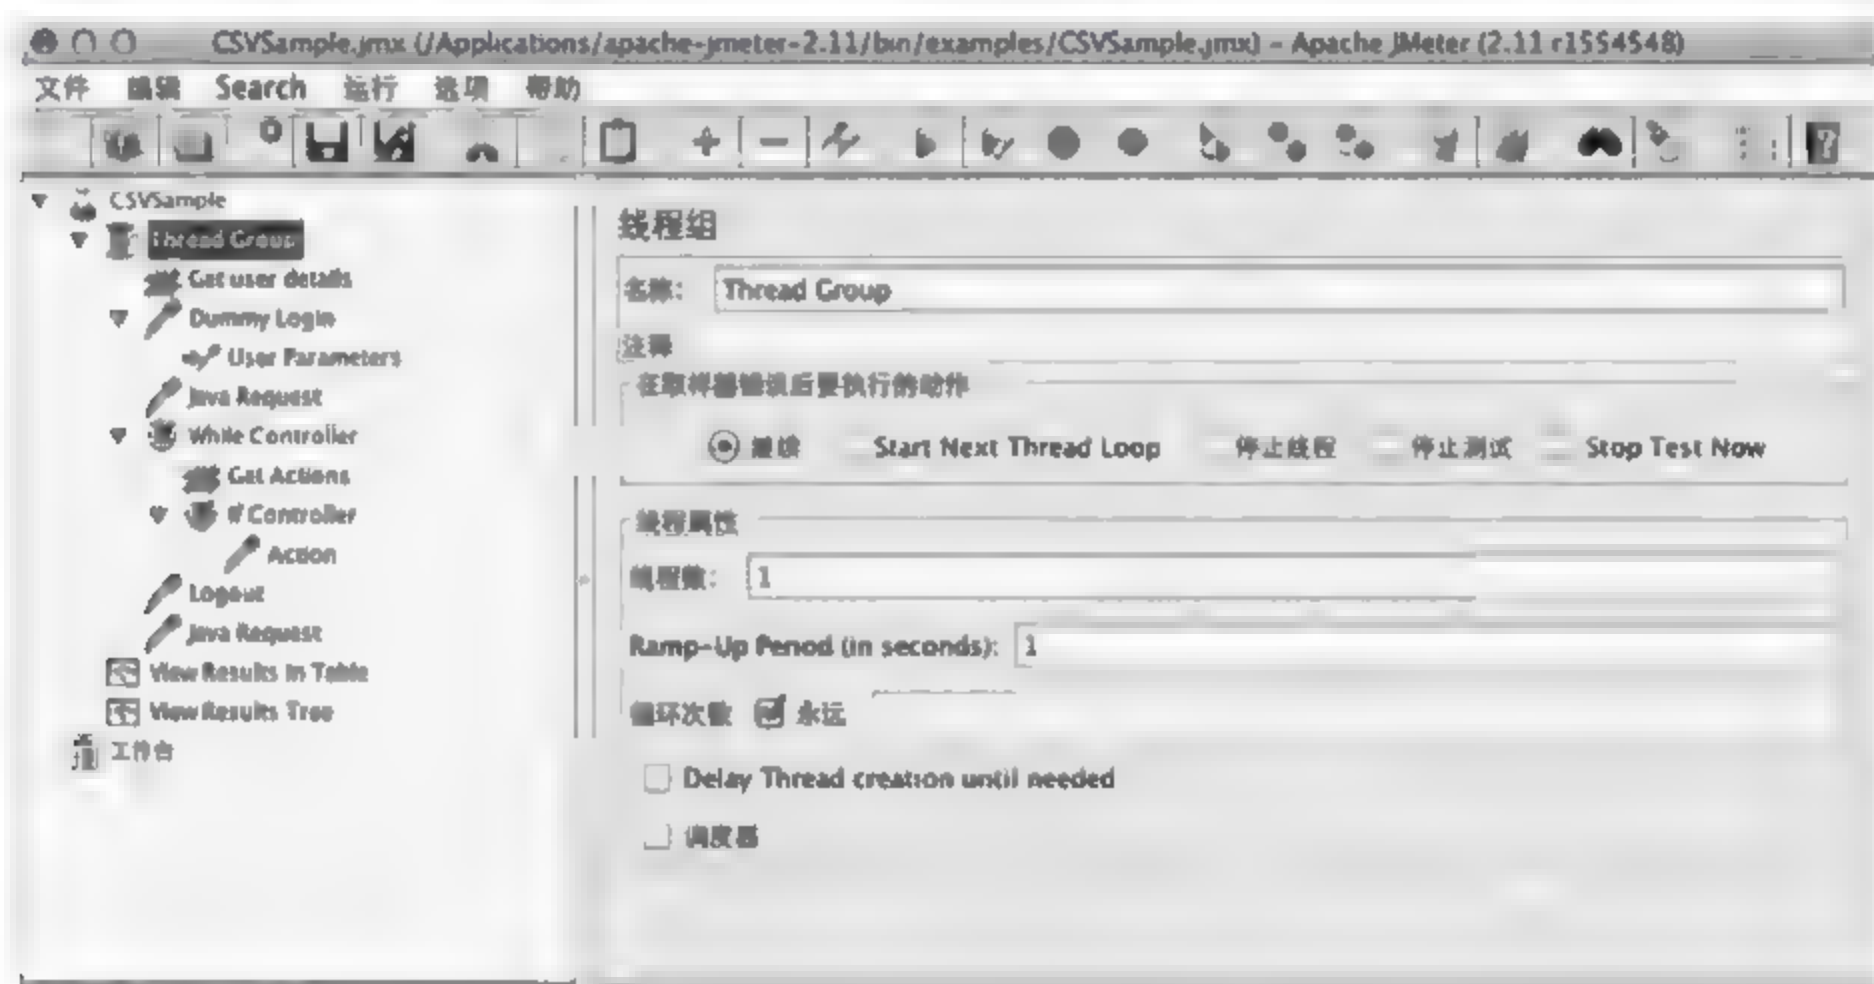 CSVSample.jmx (/Applications/apache-jmeter-2.11/bin/examples/CSVSample.jmx) - Apache JMeter (2.11 r1554548)
文件 编辑 Search 运行 选项 帮助
CSVSample
Thread Group
Get user details
Dummy Login
User Parameters
Java Request
While Controller
Get Actions
If Controller
Action
Logout
Java Request
View Results in Table
View Results Tree
工作台
线程组
名称: Thread Group
注释
在取样器错误后要执行的动作
继续 Start Next Thread Loop 停止线程 停止测试 Stop Test Now
线程属性
线程数: 1
Ramp-Up Period (in seconds): 1
循环次数 永远
Delay Thread creation until needed
调度器